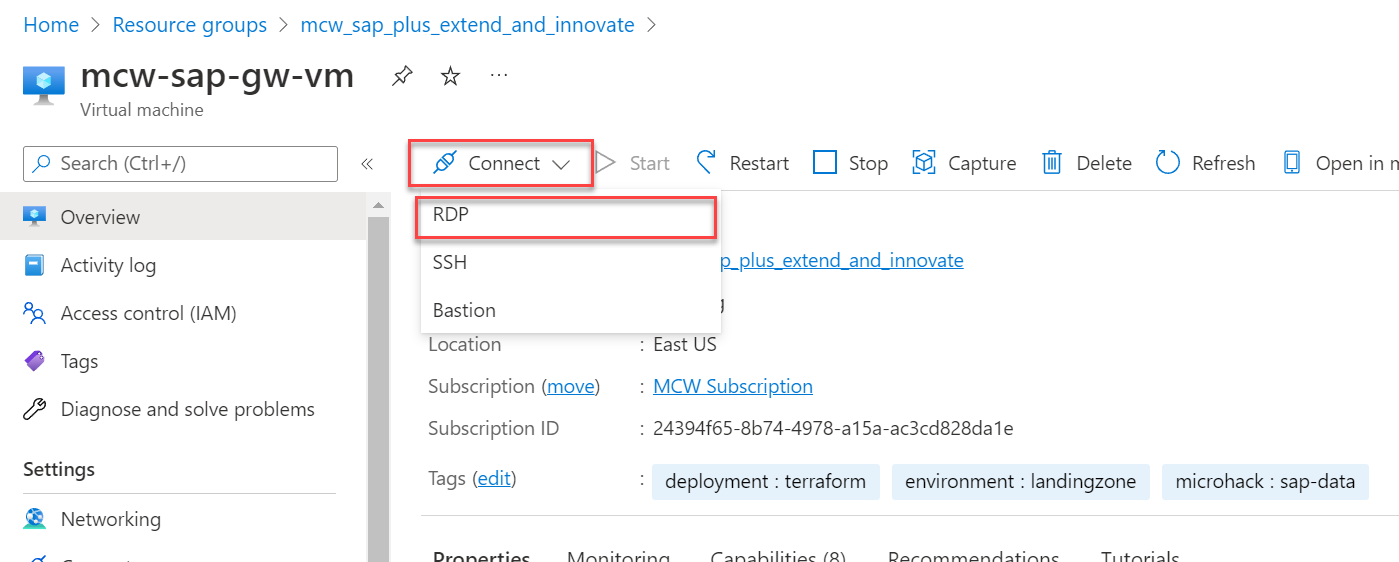 Home > Resource groups > mcw_sap_plus_extend_and_innovate >
mcw-sap-gw-vm
Virtual machine
Search (Ctrl+/)
Connect
Start
Restart
Stop
Capture
Delete
Refresh
Open in m
Overview
Activity log
Access control (IAM)
Tags
Diagnose and solve problems
Settings
Networking
RDP
SSH
Bastion
p_plus_extend_and_innovate
g
Location : East US
Subscription (move) : MCW Subscription
Subscription ID : 24394f65-8b74-4978-a15a-ac3cd828da1e
Tags (edit) : deployment : terraform environment : landingzone microhack : sap-data
Properties Monitoring Capabilities (8) Recommendations Tutorials